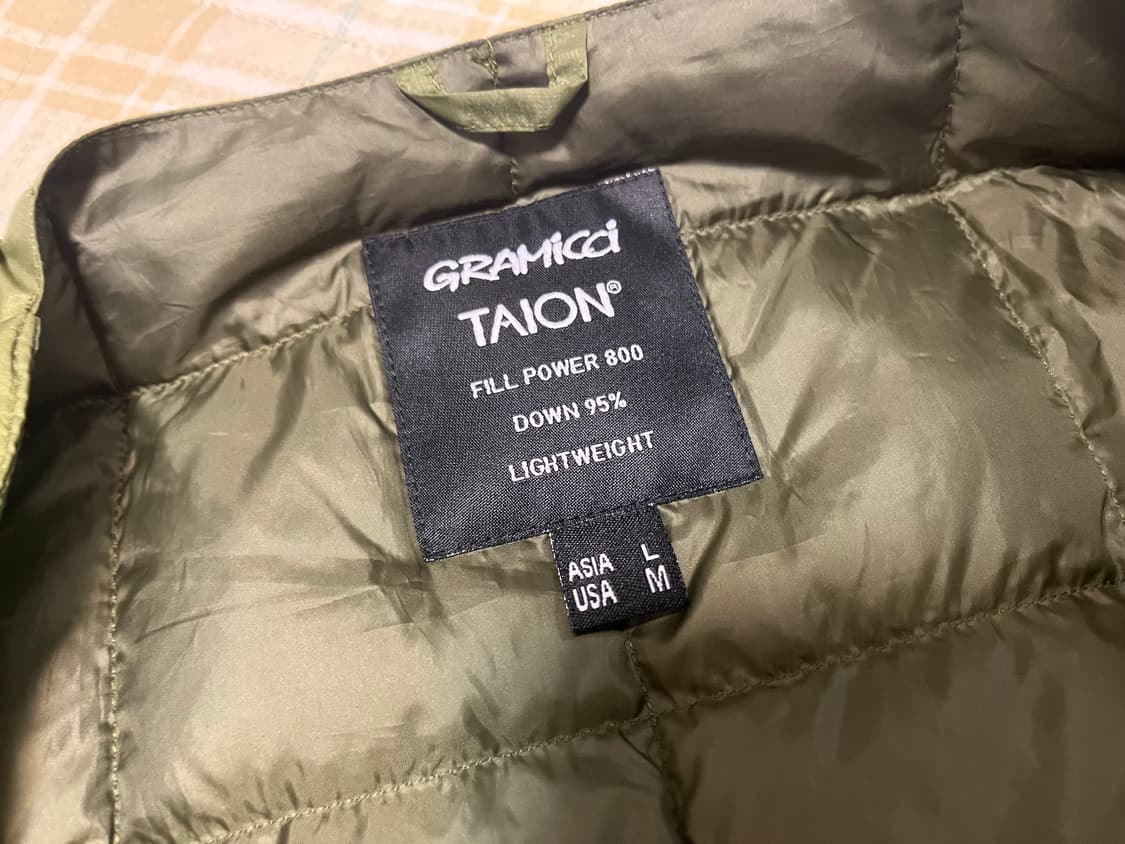 GRAMicci
TAION®
FILL POWER 800
DOWN 95%
LIGHTWEIGHT
ASIA L
USA M